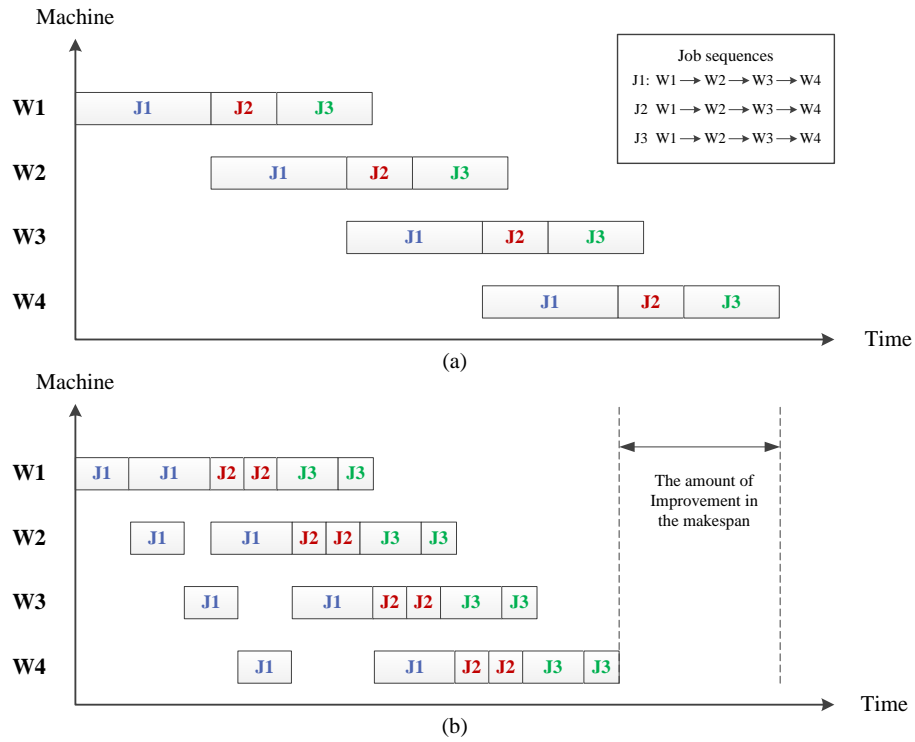 Machine
Job sequences
J1: W1 → W2 → W3 → W4
J2 W1 → W2 → W3 → W4
J3 W1 → W2 → W3 → W4
W1 J1 J2 J3
W2 J1 J2 J3
W3 J1 J2 J3
W4 J1 J2 J3
Time
(a)
Machine
W1 J1 J1 J2 J2 J3 J3
The amount of
Improvement in
the makespan
W2 J1 J1 J2 J2 J3 J3
W3 J1 J1 J2 J2 J3 J3
W4 J1 J1 J2 J2 J3 J3
Time
(b)